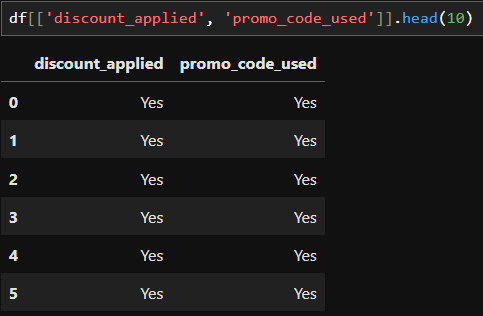 df[['discount_applied', 'promo_code_used']].head(10)
discount_applied promo_code_used
0 Yes Yes
1 Yes Yes
2 Yes Yes
3 Yes Yes
4 Yes Yes
5 Yes Yes